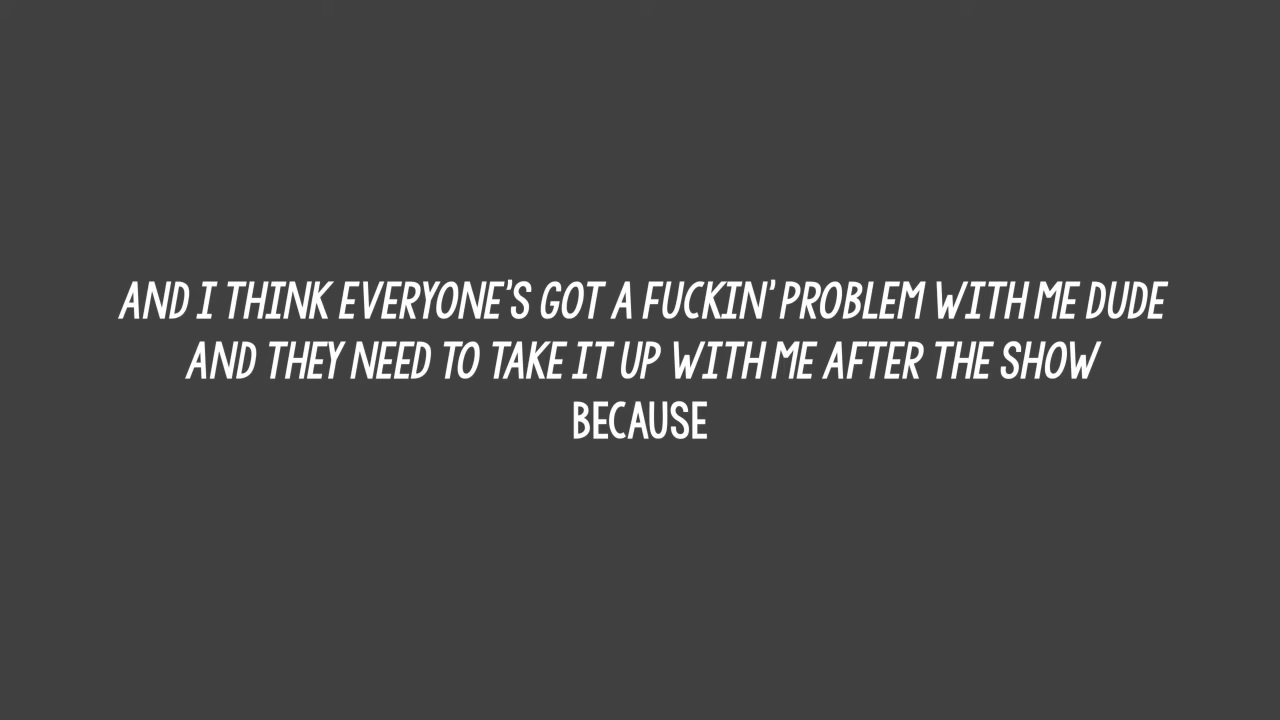 AND I THINK EVERYONE'S GOT A FUCKIN' PROBLEM WITH ME DUDE
AND THEY NEED TO TAKE IT UP WITH ME AFTER THE SHOW
BECAUSE